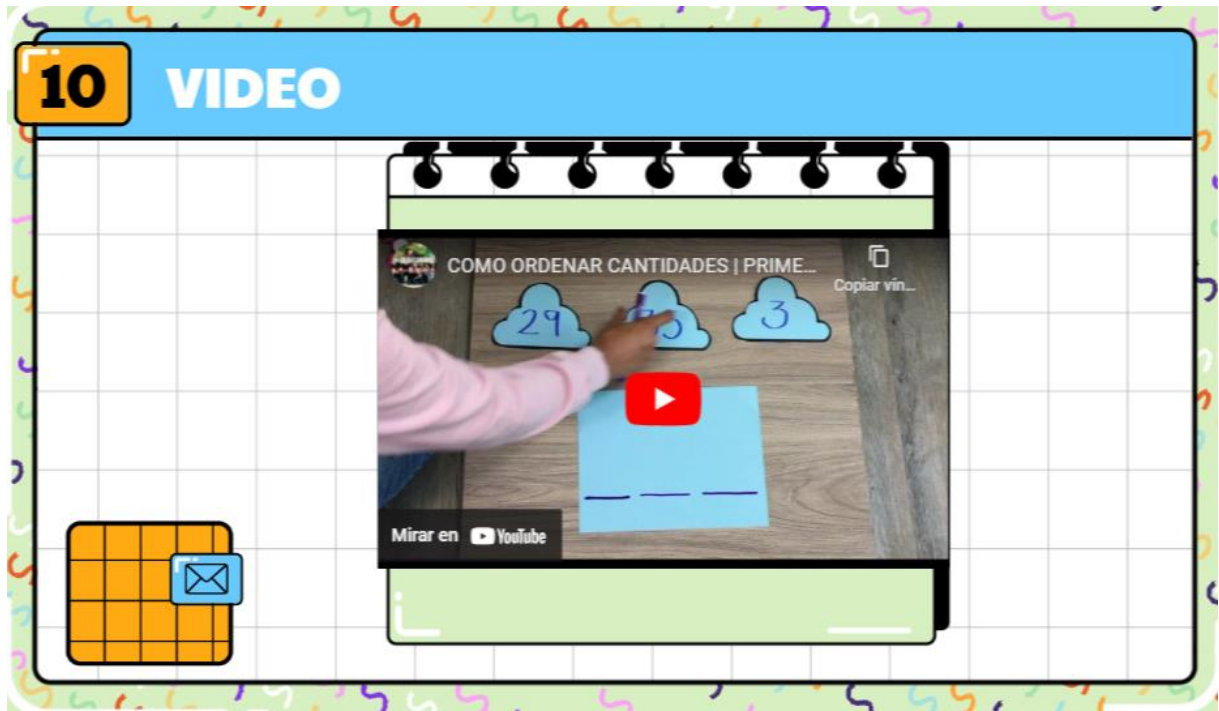 10 VIDEO
COMO ORDENAR CANTIDADES | PRIME...
Copiar vín...
29
3
Mirar en YouTube